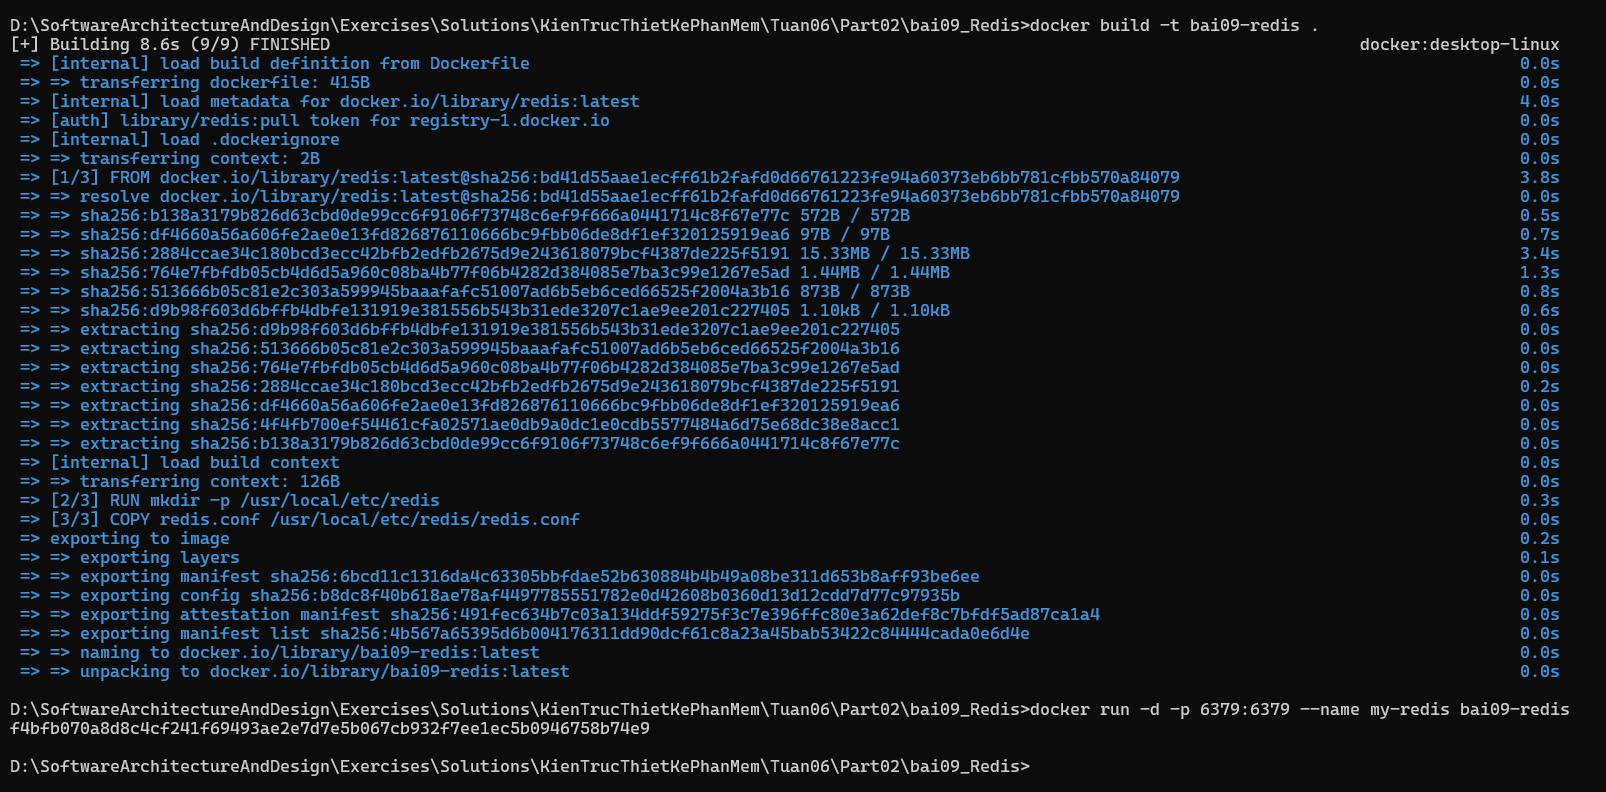 D:\SoftwareArchitectureAndDesign\Exercises\Solutions\KienTrucThietKePhanMem\Tuan06\Part02\bai09_Redis>docker build -t bai09-redis .
[+] Building 8.6s (9/9) FINISHED docker:desktop-linux
=> [internal] load build definition from Dockerfile 0.0s
=> => transferring dockerfile: 415B 0.0s
=> [internal] load metadata for docker.io/library/redis:latest 4.0s
=> [auth] library/redis:pull token for registry-1.docker.io 0.0s
=> [internal] load .dockerignore 0.0s
=> => transferring context: 2B 0.0s
=> [1/3] FROM docker.io/library/redis:latest@sha256:bd41d55aae1ecff61b2fafd0d66761223fe94a60373eb6bb781cfbb570a84079 3.8s
=> => resolve docker.io/library/redis:latest@sha256:bd41d55aae1ecff61b2fafd0d66761223fe94a60373eb6bb781cfbb570a84079 0.0s
=> => sha256:b138a3179b826d63cbd0de99cc6f9106f73748c6ef9f666a0441714c8f67e77c 572B / 572B 0.5s
=> => sha256:df4660a56a606fe2ae0e13fd826876110666bc9fbb06de8df1ef320125919ea6 97B / 97B 0.7s
=> => sha256:2884ccae34c180bcd3ecc42bfb2edfb2675d9e243618079bcf4387de225f5191 15.33MB / 15.33MB 3.4s
=> => sha256:764e7fbfdb05cb4d6d5a960c08ba4b77f06b4282d384085e7ba3c99e1267e5ad 1.44MB / 1.44MB 1.3s
=> => sha256:513666b05c81e2c303a599945baaafafc51007ad6b5eb6ced66525f2004a3b16 873B / 873B 0.8s
=> => sha256:d9b98f603d6bffb4dbfe131919e381556b543b31ede3207c1ae9ee201c227405 1.10kB / 1.10kB 0.6s
=> => extracting sha256:d9b98f603d6bffb4dbfe131919e381556b543b31ede3207c1ae9ee201c227405 0.0s
=> => extracting sha256:513666b05c81e2c303a599945baaafafc51007ad6b5eb6ced66525f2004a3b16 0.0s
=> => extracting sha256:764e7fbfdb05cb4d6d5a960c08ba4b77f06b4282d384085e7ba3c99e1267e5ad 0.0s
=> => extracting sha256:2884ccae34c180bcd3ecc42bfb2edfb2675d9e243618079bcf4387de225f5191 0.2s
=> => extracting sha256:df4660a56a606fe2ae0e13fd826876110666bc9fbb06de8df1ef320125919ea6 0.0s
=> => extracting sha256:4f4fb700ef54461cfa02571ae0db9a0dc1e0cdb5577484a6d75e68dc38e8acc1 0.0s
=> => extracting sha256:b138a3179b826d63cbd0de99cc6f9106f73748c6ef9f666a0441714c8f67e77c 0.0s
=> [internal] load build context 0.0s
=> => transferring context: 126B 0.0s
=> [2/3] RUN mkdir -p /usr/local/etc/redis 0.3s
=> [3/3] COPY redis.conf /usr/local/etc/redis/redis.conf 0.0s
=> exporting to image 0.2s
=> => exporting layers 0.1s
=> => exporting manifest sha256:6bcd11c1316da4c63305bbfdae52b630884b4b49a08be311d653b8aff93be6ee 0.0s
=> => exporting config sha256:b8dc8f40b618ae78af4497785551782e0d42608b0360d13d12cdd7d77c97935b 0.0s
=> => exporting attestation manifest sha256:491fec634b7c03a134ddf59275f3c7e396ffc80e3a62def8c7bfdf5ad87ca1a4 0.0s
=> => exporting manifest list sha256:4b567a65395d6b004176311dd90dcf61c8a23a45bab53422c84444cada0e6d4e 0.0s
=> => naming to docker.io/library/bai09-redis:latest 0.0s
=> => unpacking to docker.io/library/bai09-redis:latest 0.0s
D:\SoftwareArchitectureAndDesign\Exercises\Solutions\KienTrucThietKePhanMem\Tuan06\Part02\bai09_Redis>docker run -d -p 6379:6379 --name my-redis bai09-redis
f4bfb070a8d8c4cf241f69493ae2e7d7e5b067cb932f7ee1ec5b0946758b74e9
D:\SoftwareArchitectureAndDesign\Exercises\Solutions\KienTrucThietKePhanMem\Tuan06\Part02\bai09_Redis>